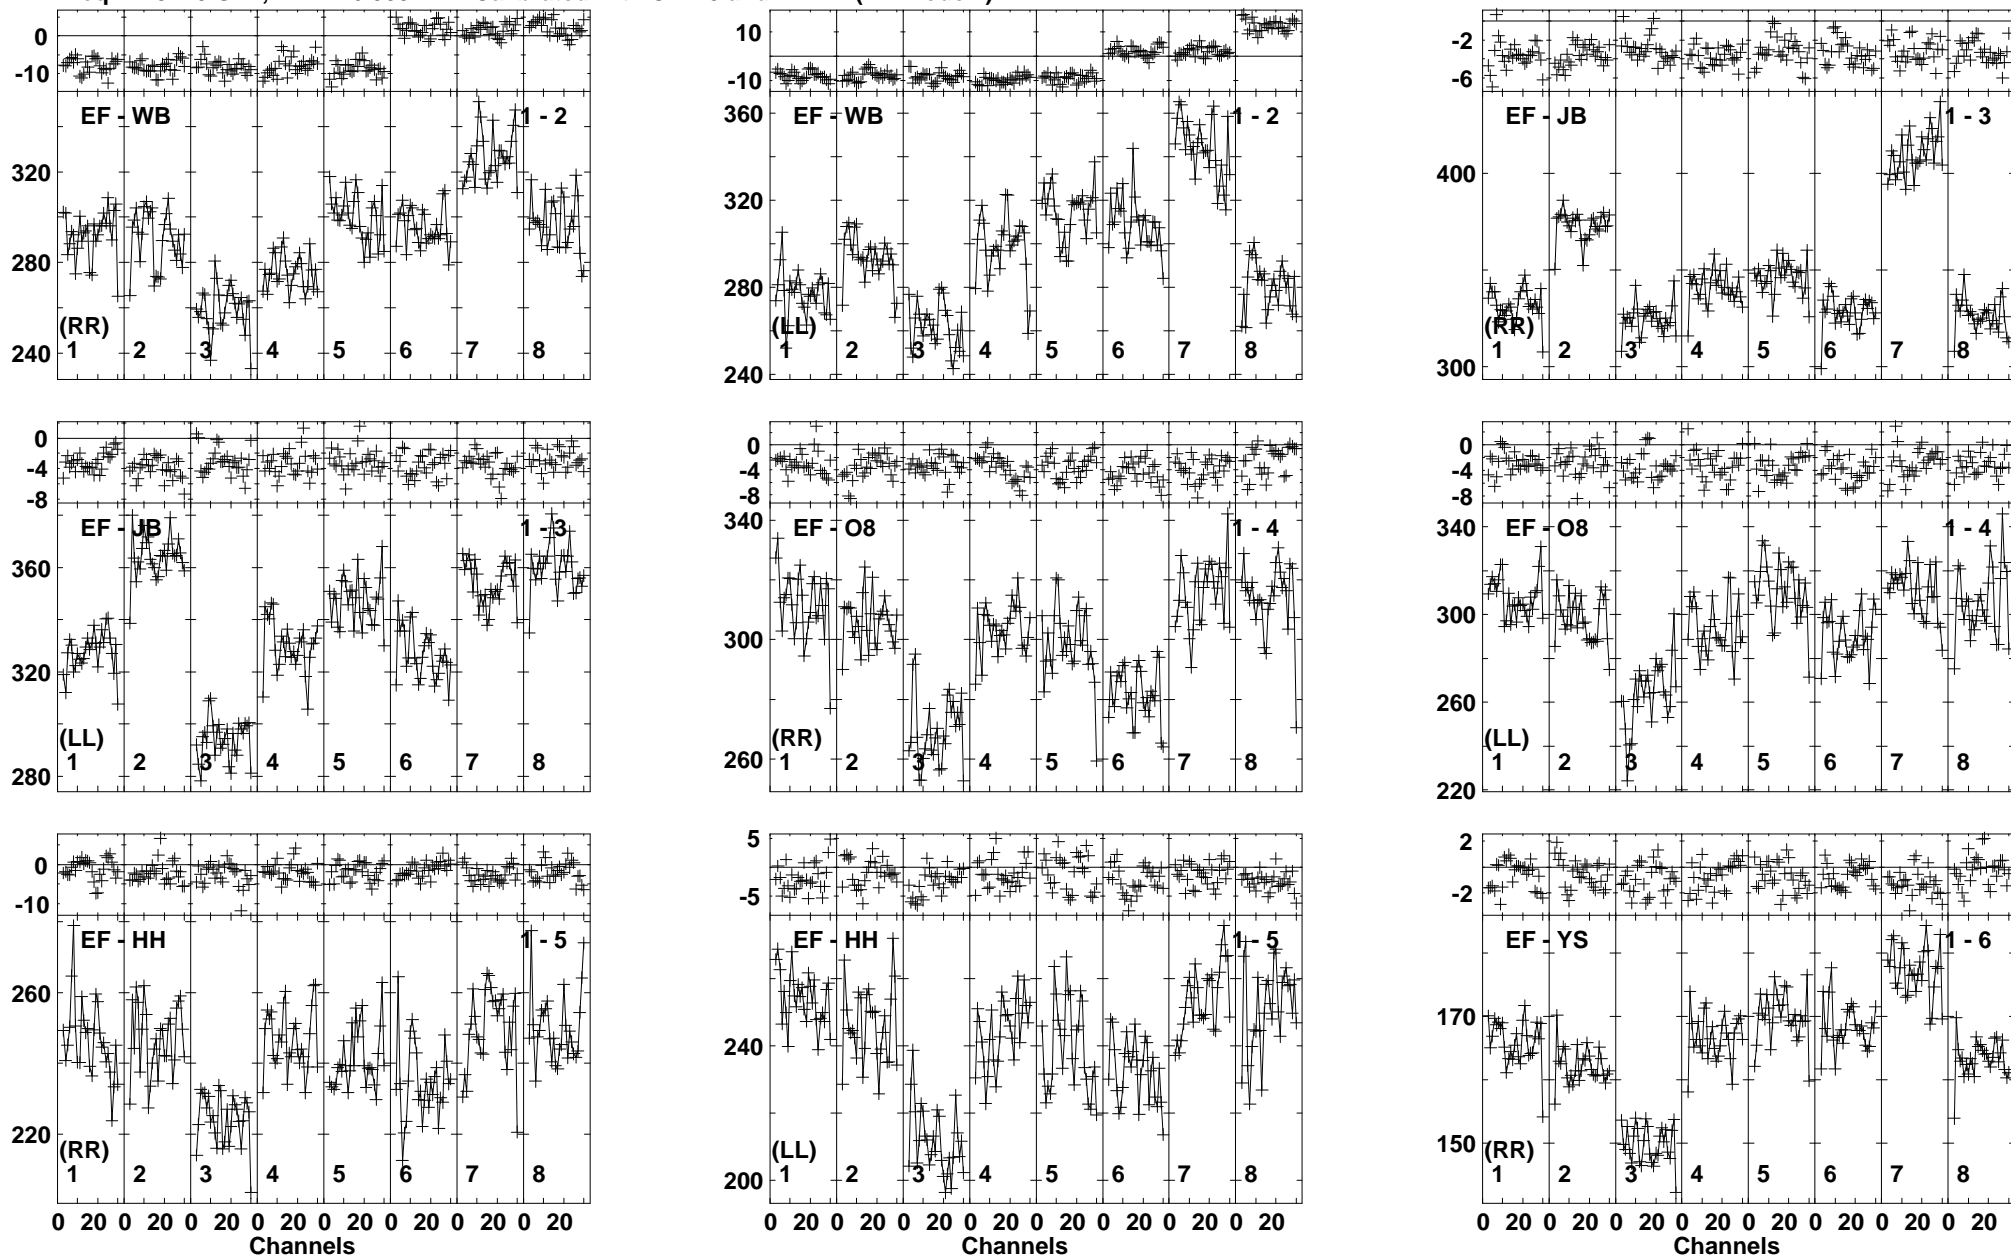 0 10 -2
-10 -10 -6
EF - WB 1 - 2 EF - WB 1 - 2 EF - JB 1 - 3
360
320 320 400
280 280
(RR) (LL) (RR)
240 1 2 3 4 5 6 7 8 240 1 2 3 4 5 6 7 8 300 1 2 3 4 5 6 7 8
0 0 0
-4 -4 -4
-8 -8 -8
EF - JB 1 - 3 EF - O8 1 - 4 EF - O8 1 - 4
360 340 340
320 300 300
260
(LL) (RR) (LL)
280 1 2 3 4 5 6 7 8 260 1 2 3 4 5 6 7 8 220 1 2 3 4 5 6 7 8
0 5 2
-10 -5 -2
EF - HH 1 - 5 EF - HH 1 - 5 EF - YS 1 - 6
260 240 170
220 200 150
(RR) (LL) (RR)
1 2 3 4 5 6 7 8 1 2 3 4 5 6 7 8 1 2 3 4 5 6 7 8
0 20 0 20 0 20 0 20 0 20 0 20 0 20 0 20 0 20 0 20 0 20 0 20 0 20 0 20 0 20 0 20 0 20 0 20 0 20 0 20 0 20 0 20 0 20 0 20
Channels Channels Channels